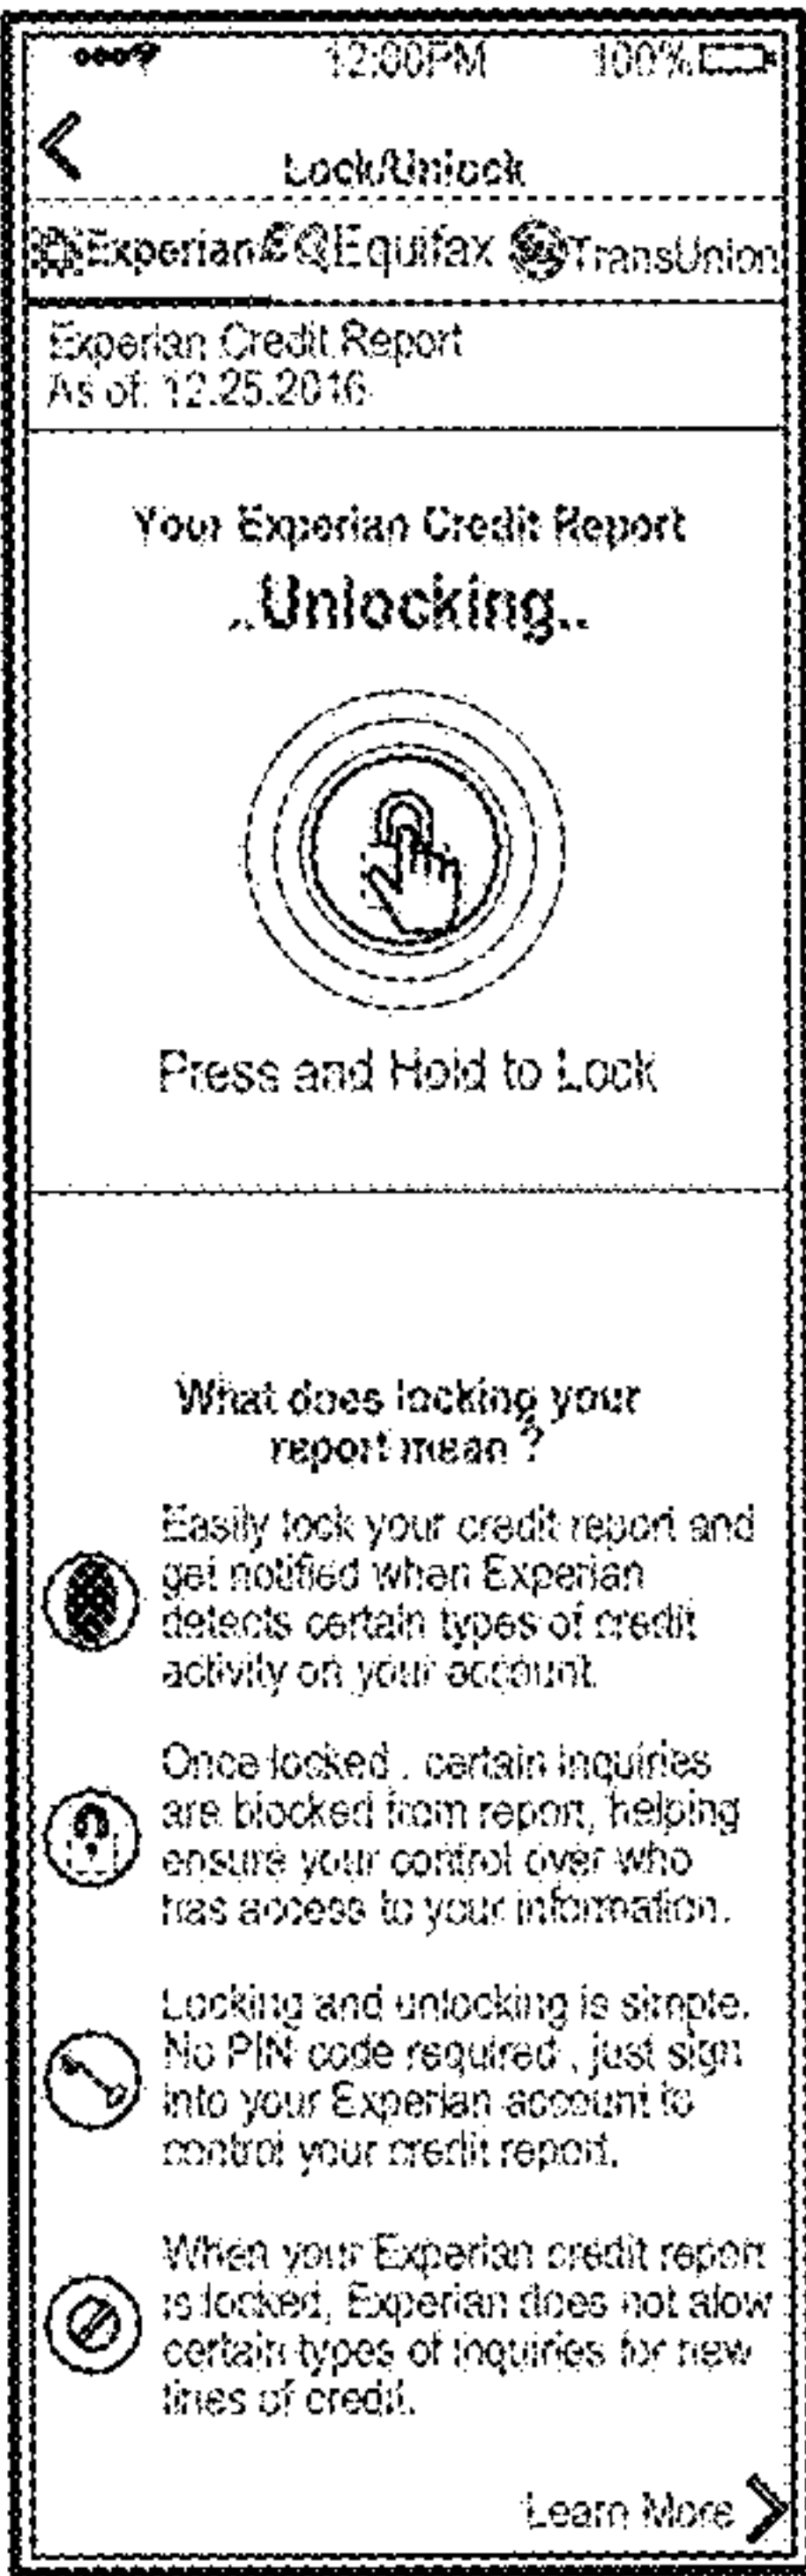 12:00PM 100%
Lock/Unlock
Experian EQ Equifax TransUnion
Experian Credit Report
As of: 12.25.2016
Your Experian Credit Report
..Unlocking..
Press and Hold to Lock
What does locking your
report mean ?
Easily lock your credit report and
get notified when Experian
detects certain types of credit
activity on your account.
Once locked , certain inquiries
are blocked from report, helping
ensure your control over who
has access to your information.
Locking and unlocking is simple.
No PIN code required , just sign
into your Experian account to
control your credit report.
When your Experian credit report
is locked, Experian does not alow
certain types of inquiries for new
lines of credit.
Learn More